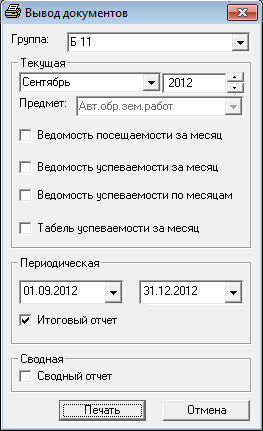 Вывод документов
Группа: Б 11
Текущая
Сентябрь 2012
Предмет: Авт.обр.зем.работ
Ведомость посещаемости за месяц
Ведомость успеваемости за месяц
Ведомость успеваемости по месяцам
Табель успеваемости за месяц
Периодическая
01.09.2012 31.12.2012
Итоговый отчет
Сводная
Сводный отчет
Печать Отмена